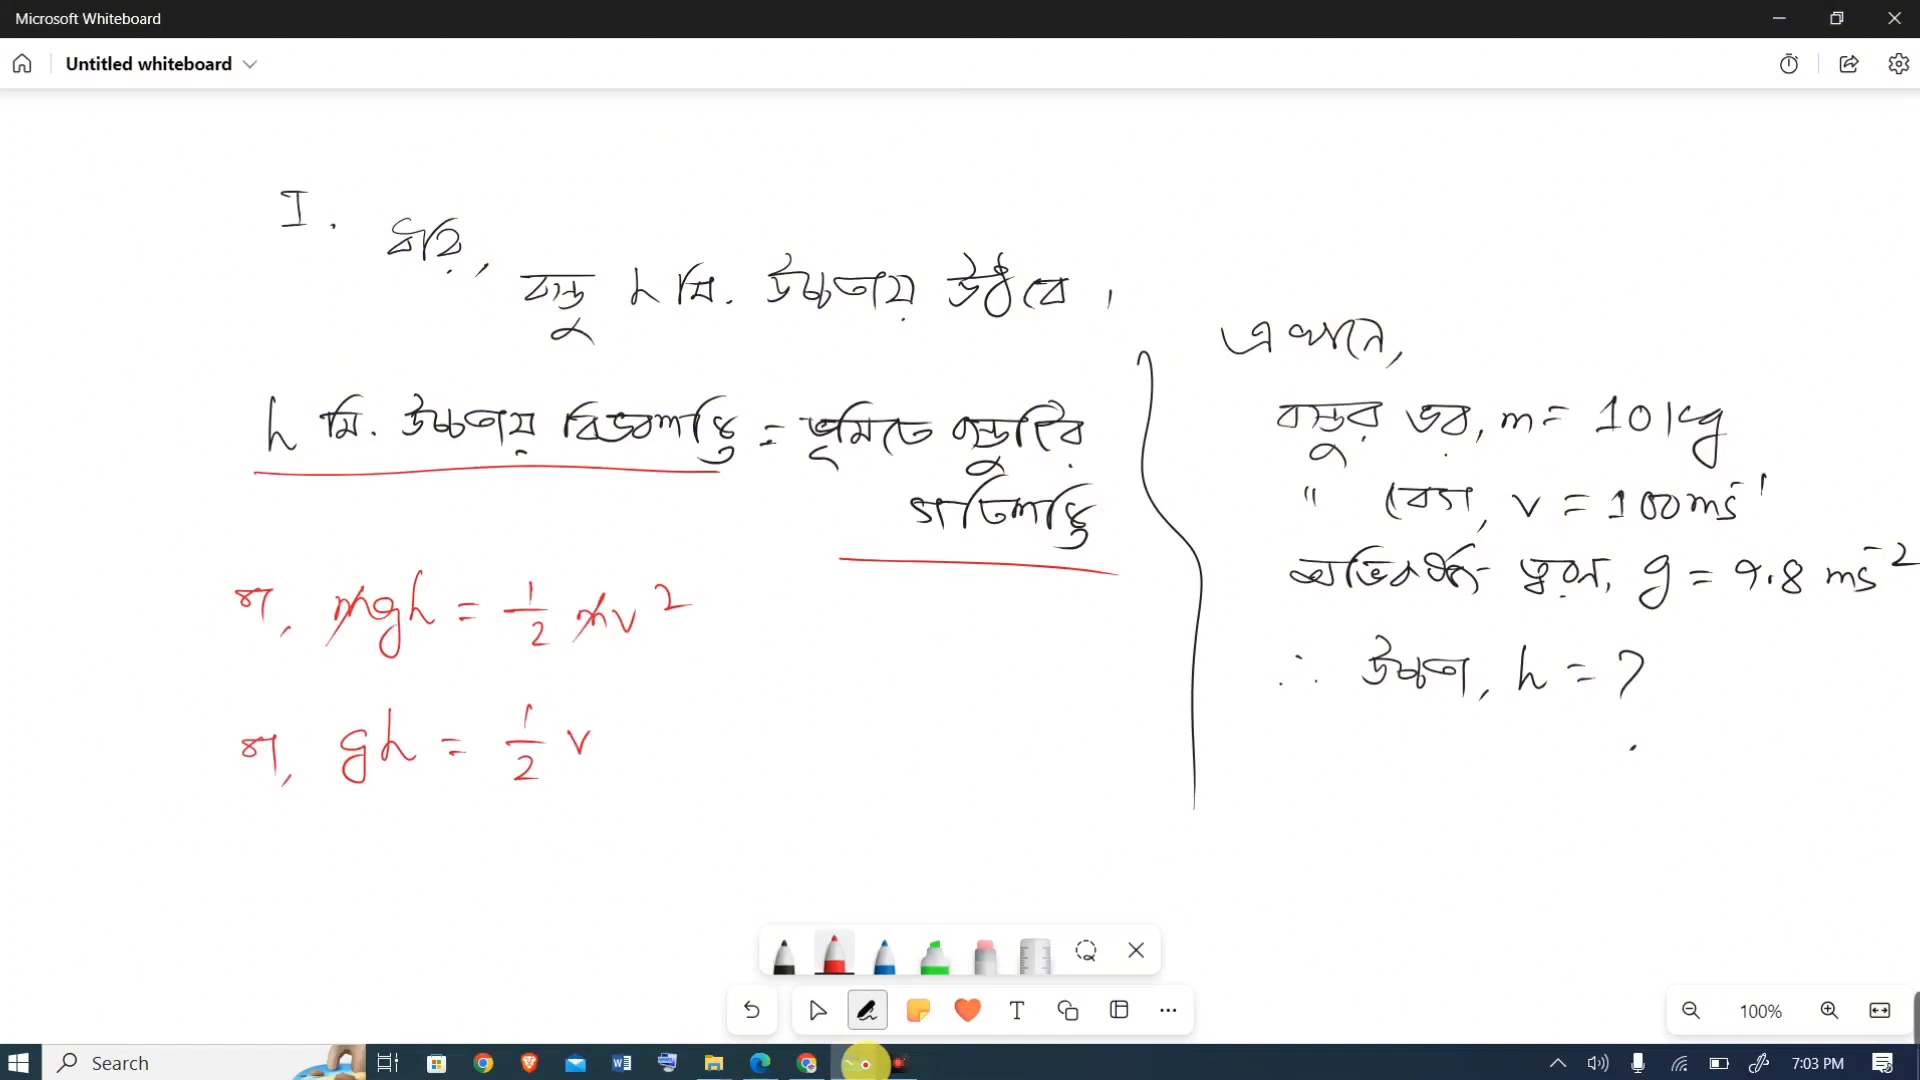 Microsoft Whiteboard
Untitled whiteboard
I.
ধরি,
বস্তু h মি. উচ্চতায় উঠবে,
h মি. উচ্চতায় বিভবশক্তি = ভূমিতে বস্তুটির
গতিশক্তি
বা, mgh = 1/2 mv²
বা, gh = 1/2 v
এখানে,
বস্তুর ভর, m = 10 kg
" বেগ, v = 100 ms⁻¹
অভিকর্ষজ ত্বরণ, g = 9.8 ms⁻²
∴ উচ্চতা, h = ?
100%
Search
7:03 PM